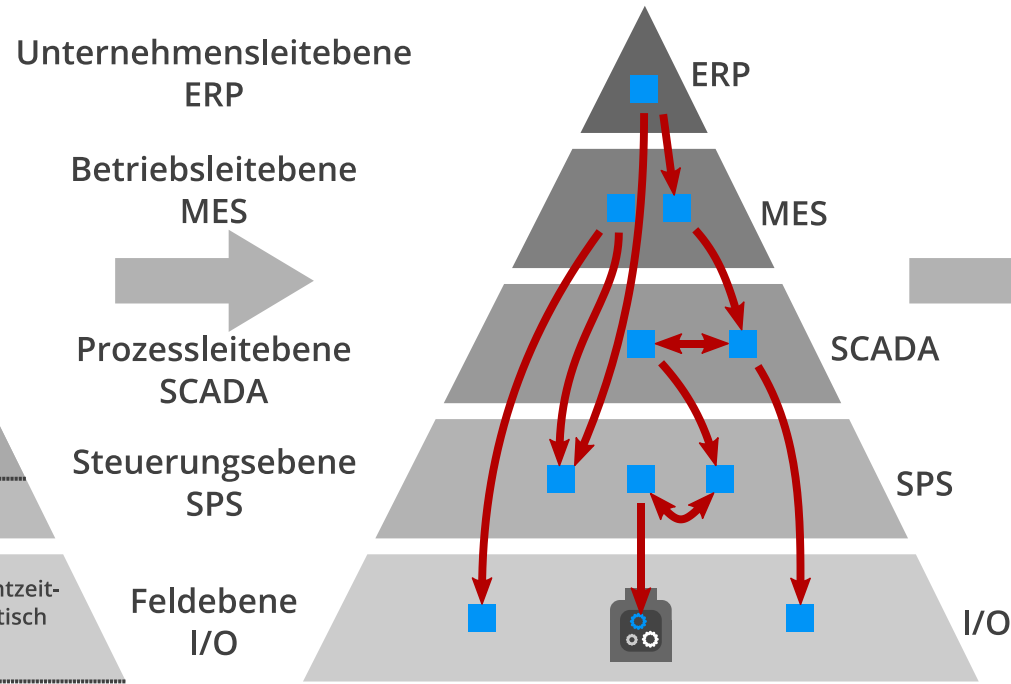 Unternehmensleitebene
ERP
Betriebsleitebene
MES
Prozessleitebene
SCADA
Steuerungsebene
SPS
Feldebene
I/O
ERP
MES
SCADA
SPS
I/O